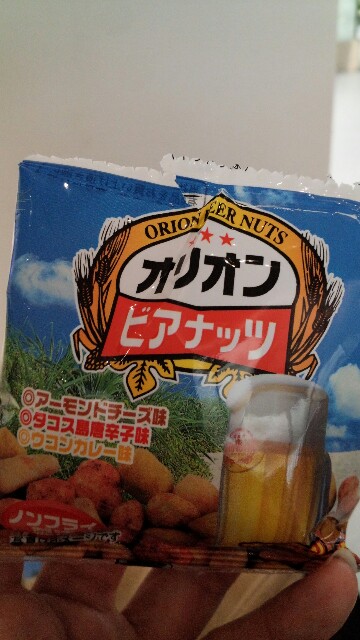 ORION BEER NUTS
オリオン
ビアナッツ
◎アーモンドチーズ味
◎タコス島唐辛子味
◎ウコンカレー味
ノンフライ